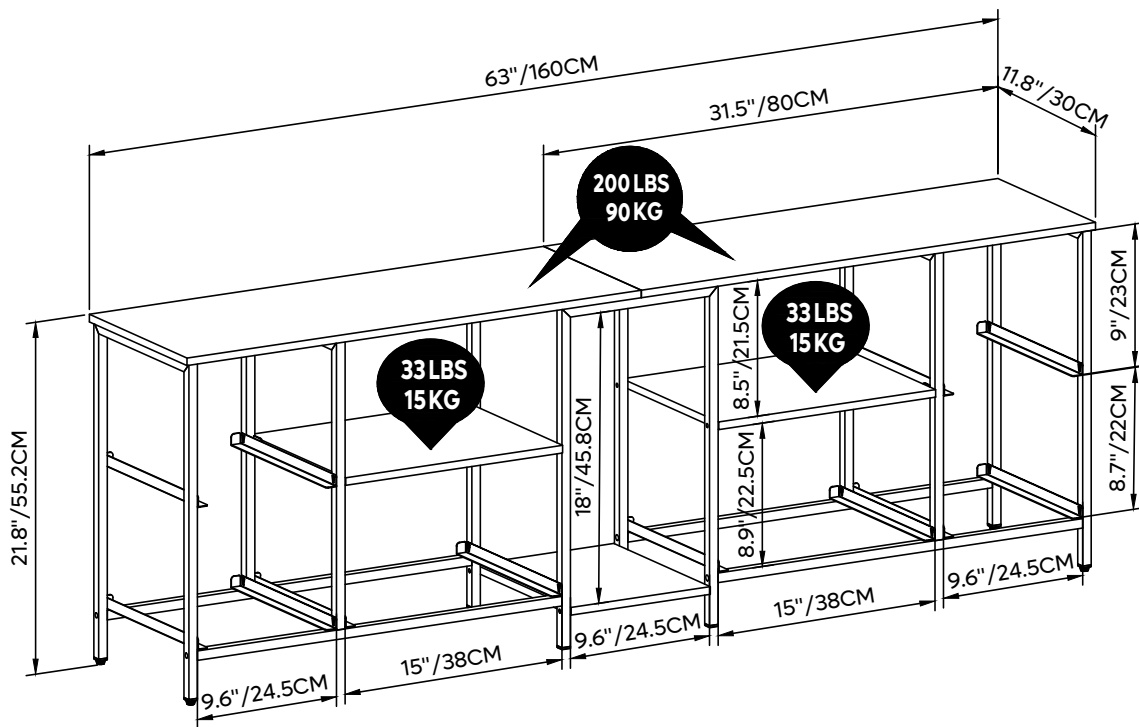 63"/160CM
31.5"/80CM
11.8"/30CM
200 LBS
90 KG
33 LBS
15 KG
33 LBS
15 KG
21.8"/55.2CM
18"/45.8CM
8.5"/21.5CM
8.9"/22.5CM
9"/23CM
8.7"/22CM
9.6"/24.5CM
15"/38CM
9.6"/24.5CM
15"/38CM
9.6"/24.5CM